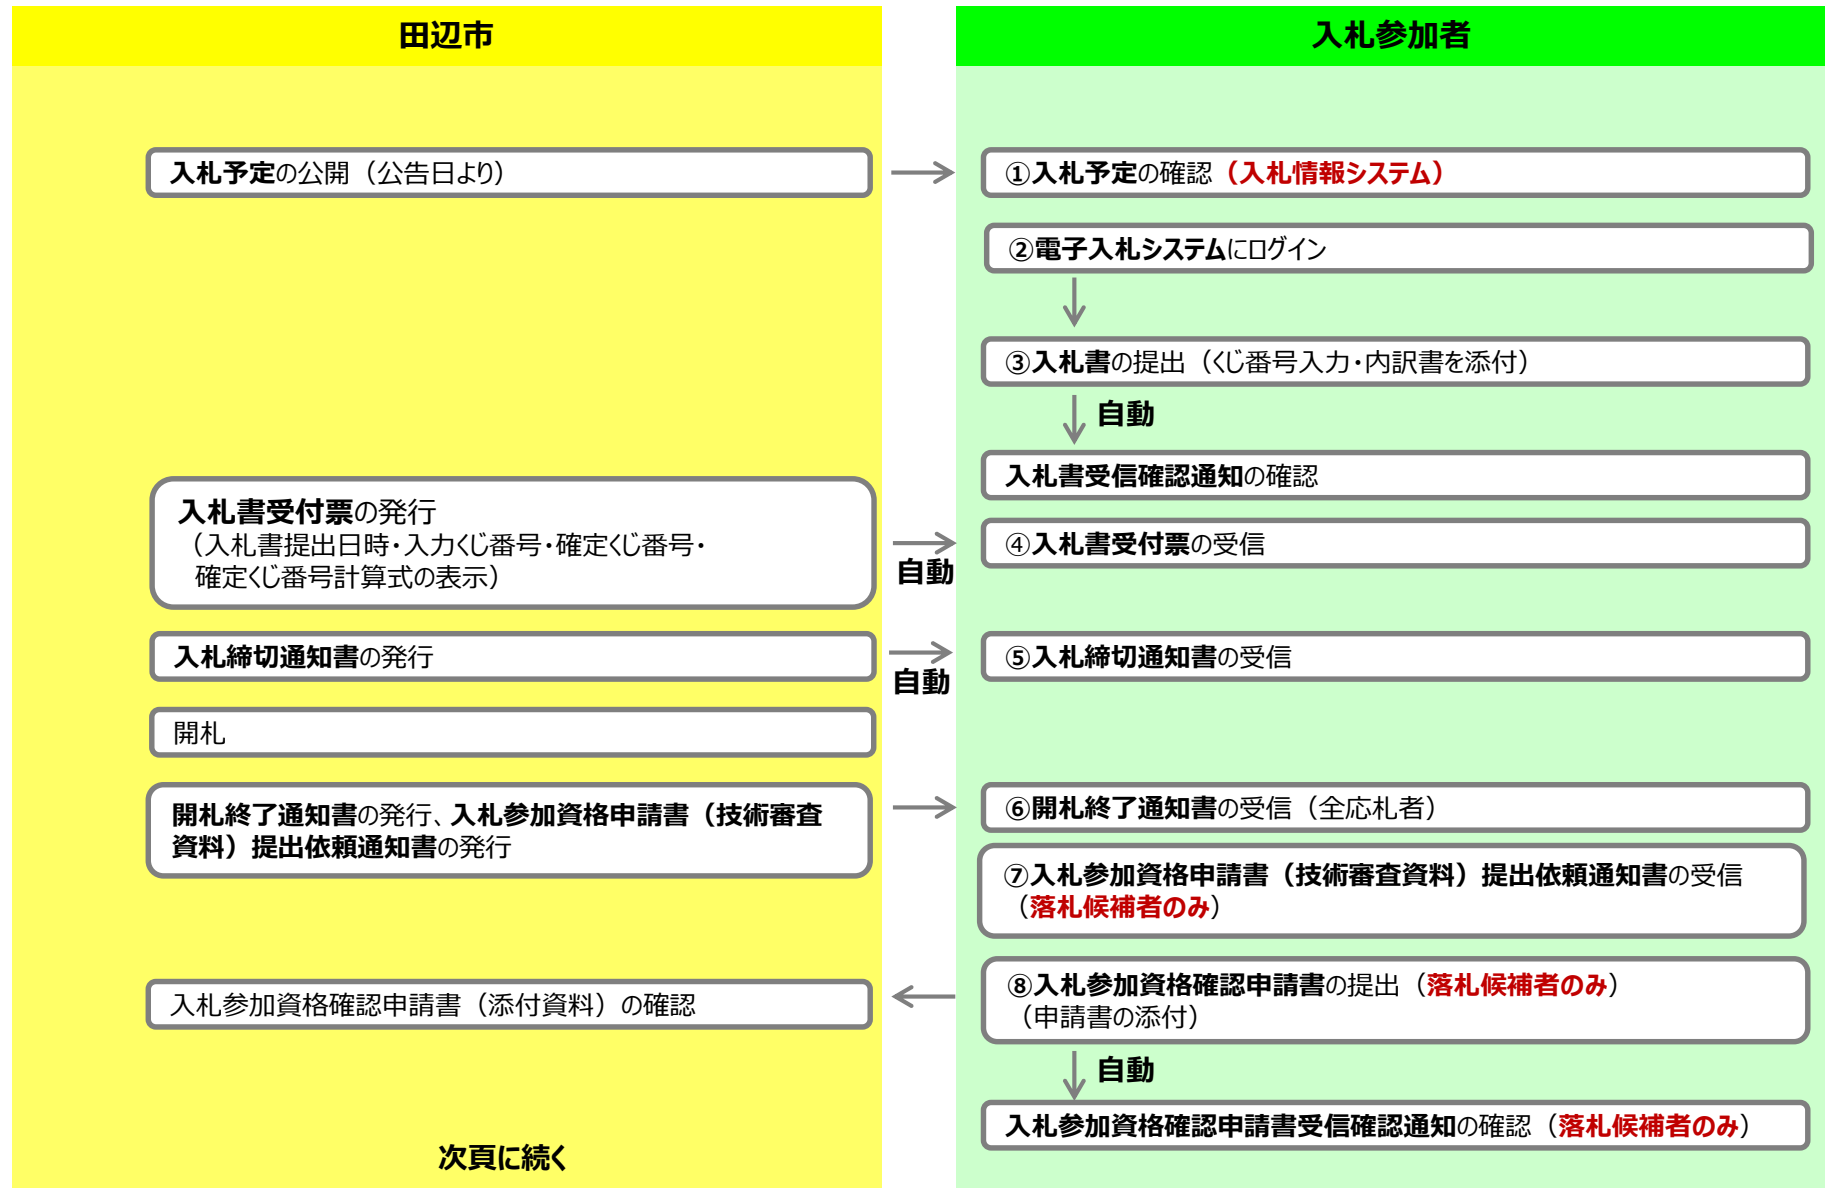 田辺市
入札参加者
入札予定の公開（公告日より）
①入札予定の確認（入札情報システム）
②電子入札システムにログイン
③入札書の提出（くじ番号入力・内訳書を添付）
自動
入札書受信確認通知の確認
入札書受付票の発行
（入札書提出日時・入力くじ番号・確定くじ番号・
確定くじ番号計算式の表示）
自動
④入札書受付票の受信
入札締切通知書の発行
自動
⑤入札締切通知書の受信
開札
開札終了通知書の発行、入札参加資格申請書（技術審査
資料）提出依頼通知書の発行
⑥開札終了通知書の受信（全応札者）
⑦入札参加資格申請書（技術審査資料）提出依頼通知書の受信
（落札候補者のみ）
⑧入札参加資格確認申請書の提出（落札候補者のみ）
（申請書の添付）
入札参加資格確認申請書（添付資料）の確認
自動
入札参加資格確認申請書受信確認通知の確認（落札候補者のみ）
次頁に続く